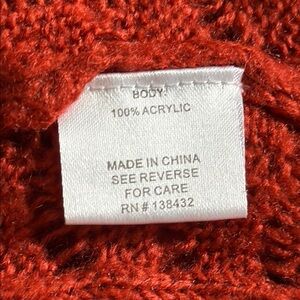 BODY:
100% ACRYLIC
MADE IN CHINA
SEE REVERSE
FOR CARE
RN # 138432